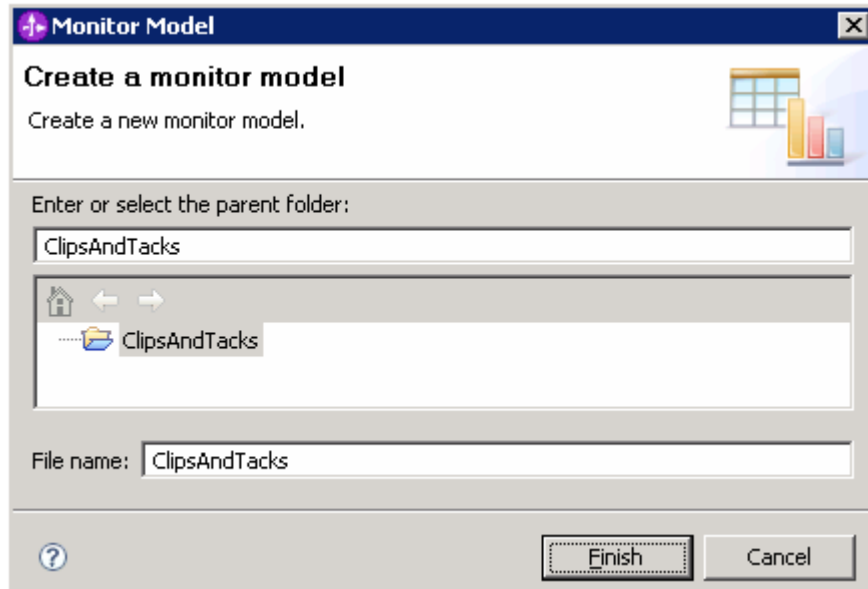 Monitor Model
Create a monitor model
Create a new monitor model.
Enter or select the parent folder:
ClipsAndTacks
ClipsAndTacks
File name: ClipsAndTacks
? Finish Cancel